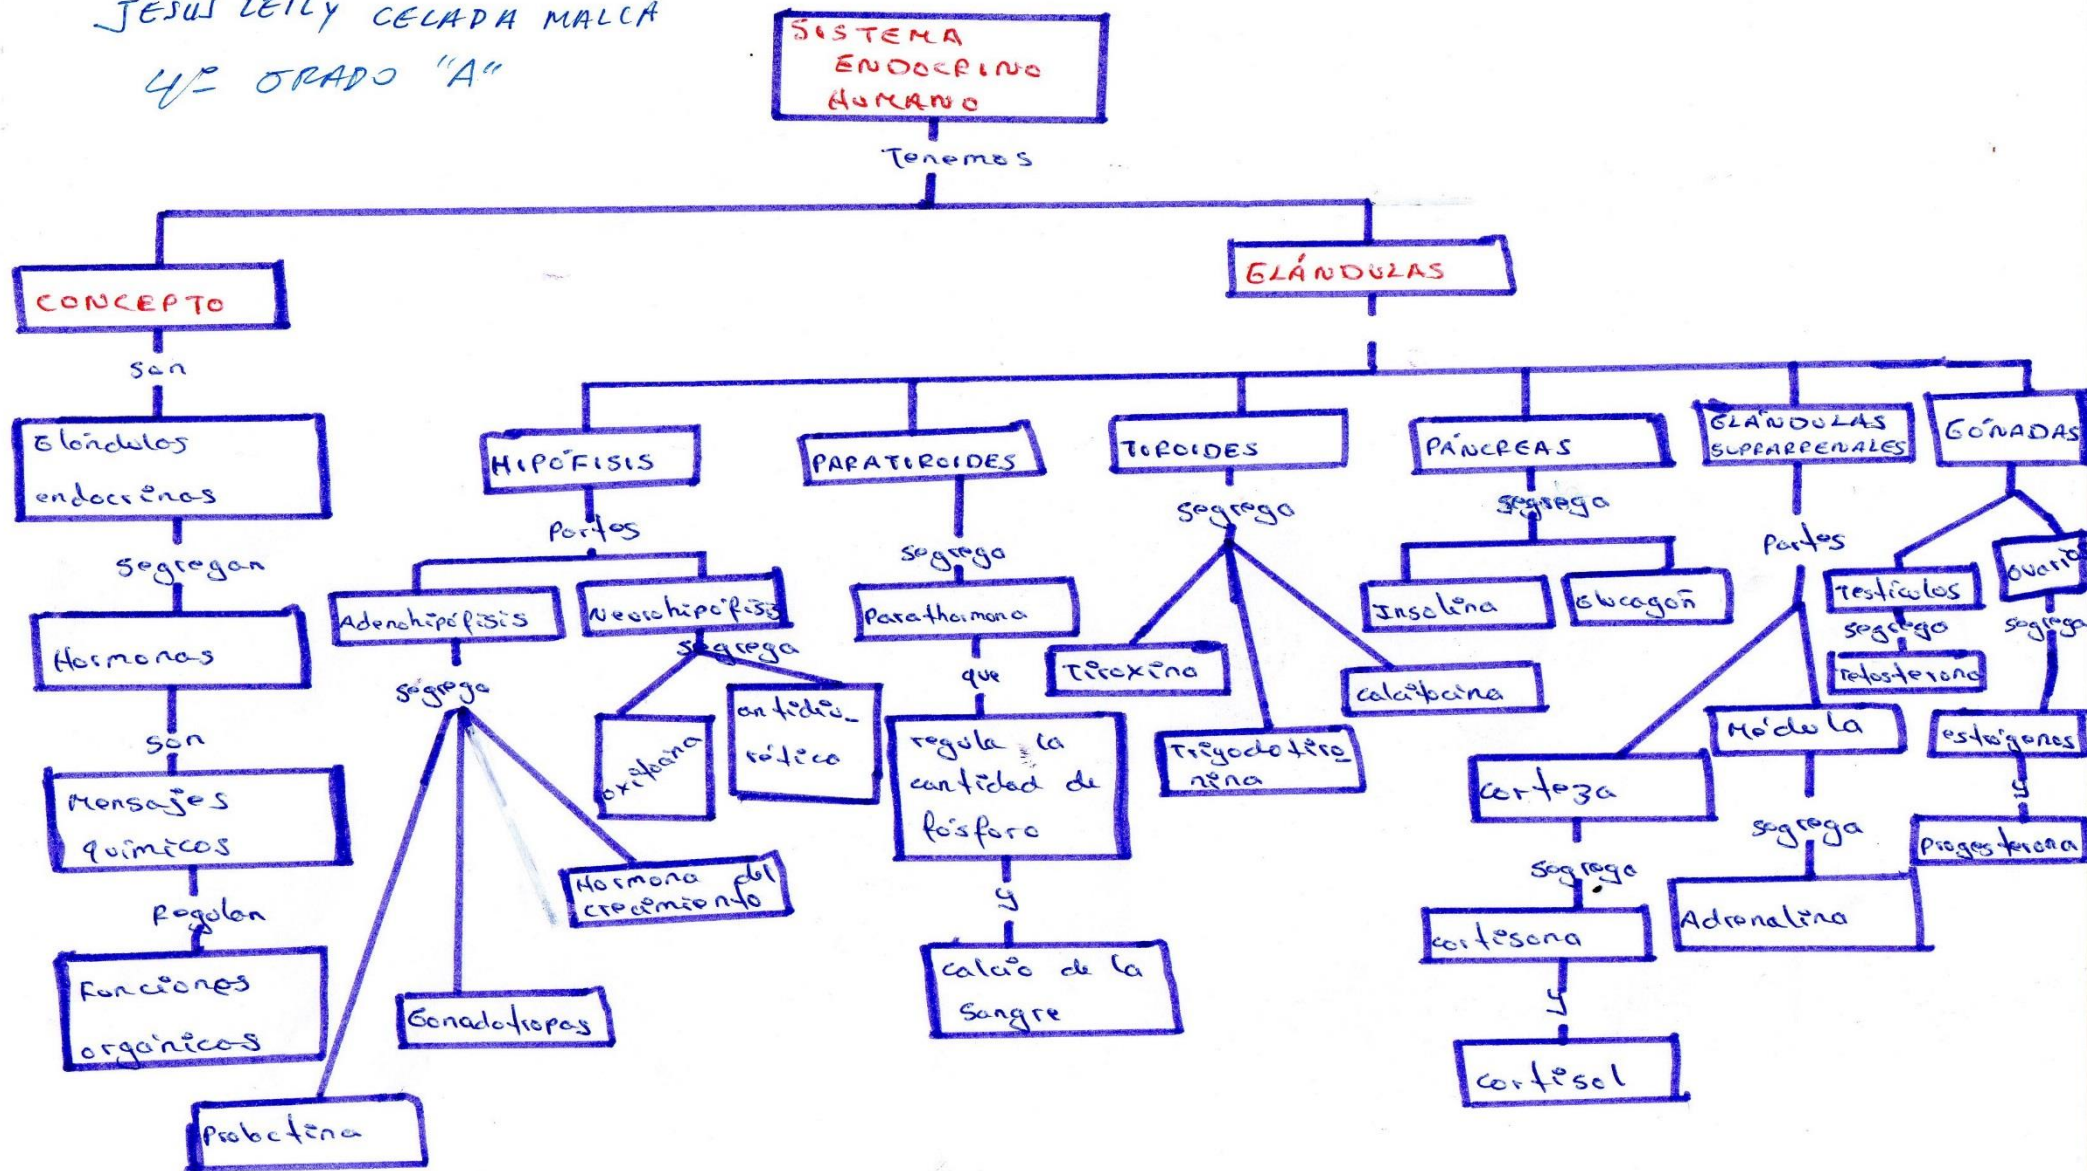 JESUS LEILY CELADA MALCA
4º GRADO "A"
SISTEMA
ENDOCRINO
HUMANO
Tenemos
CONCEPTO
GLÁNDULAS
son
Glándulas
endocrinas
segregan
Hormonas
son
Mensajes
químicos
Regulan
Funciones
orgánicas
HIPÓFISIS
Partes
Adenohipófisis
segrega
Prolactina
Gonadotropas
Hormona del
crecimiento
Neurohipófisis
segrega
oxitocina
antidiu_
rética
PARATIROIDES
segrega
Parathormona
que
regula la
cantidad de
fósforo
y
calcio de la
Sangre
TIROIDES
segrega
Tiroxina
Triyodotiro_
nina
calcitocina
PÁNCREAS
segrega
Insulina
Glucagón
GLÁNDULAS
SUPRARRENALES
Partes
corteza
segrega
cortisona
y
cortisol
Médula
segrega
Adrenalina
GÓNADAS
Testículos
segrega
Tetosterona
ovario
segrega
estrógenos
y
Progesterona